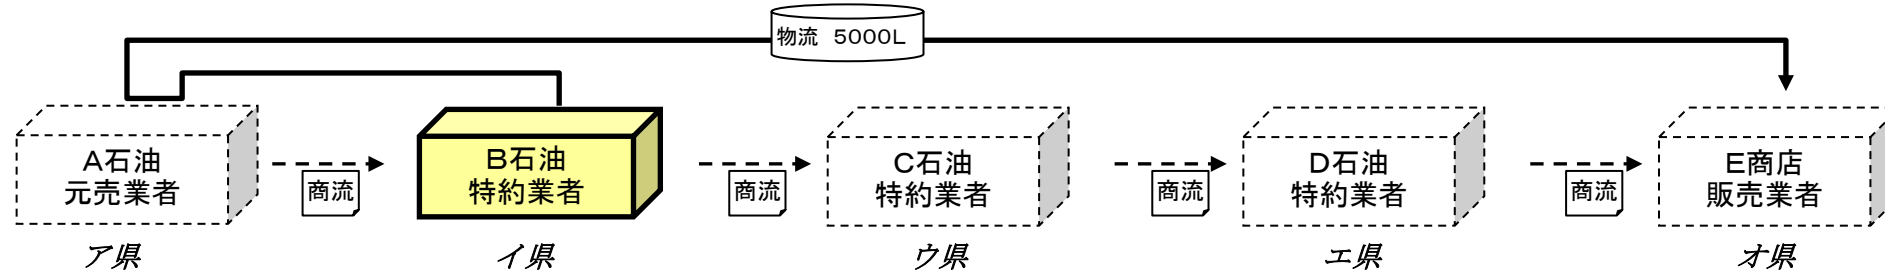 物流 5000L
A石油
元売業者
商流
B石油
特約業者
商流
C石油
特約業者
商流
D石油
特約業者
商流
E商店
販売業者
ア県
イ県
ウ県
エ県
オ県